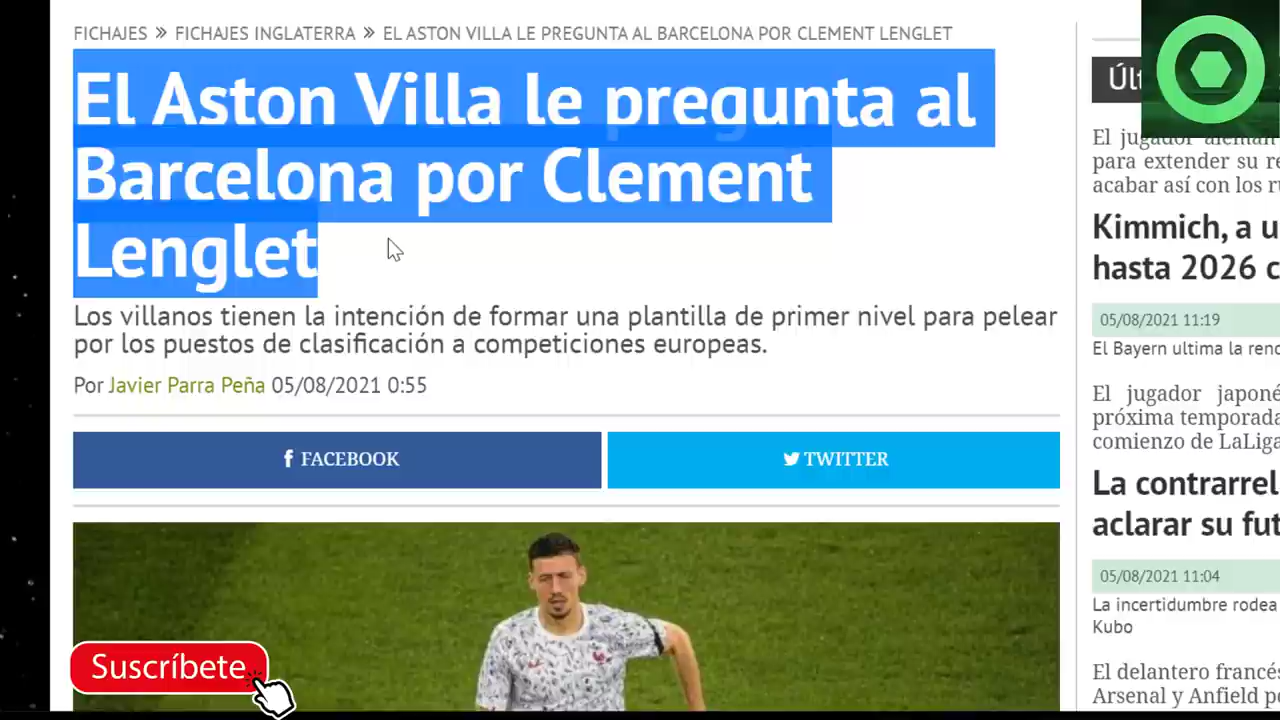 FICHAJES » FICHAJES INGLATERRA » EL ASTON VILLA LE PREGUNTA AL BARCELONA POR CLEMENT LENGLET
El Aston Villa le pregunta al
Barcelona por Clement
Lenglet
Los villanos tienen la intención de formar una plantilla de primer nivel para pelear
por los puestos de clasificación a competiciones europeas.
Por Javier Parra Peña 05/08/2021 0:55
FACEBOOK
TWITTER
Suscríbete
El jugador alemán
para extender su
acabar así con los
Kimmich, a
hasta 2026
05/08/2021 11:19
El Bayern ultima la
El jugador
próxima temporada
comienzo de LaLiga
La
aclarar su
05/08/2021 11:04
La incertidumbre rodea
Kubo
El delantero
Arsenal y Anfield